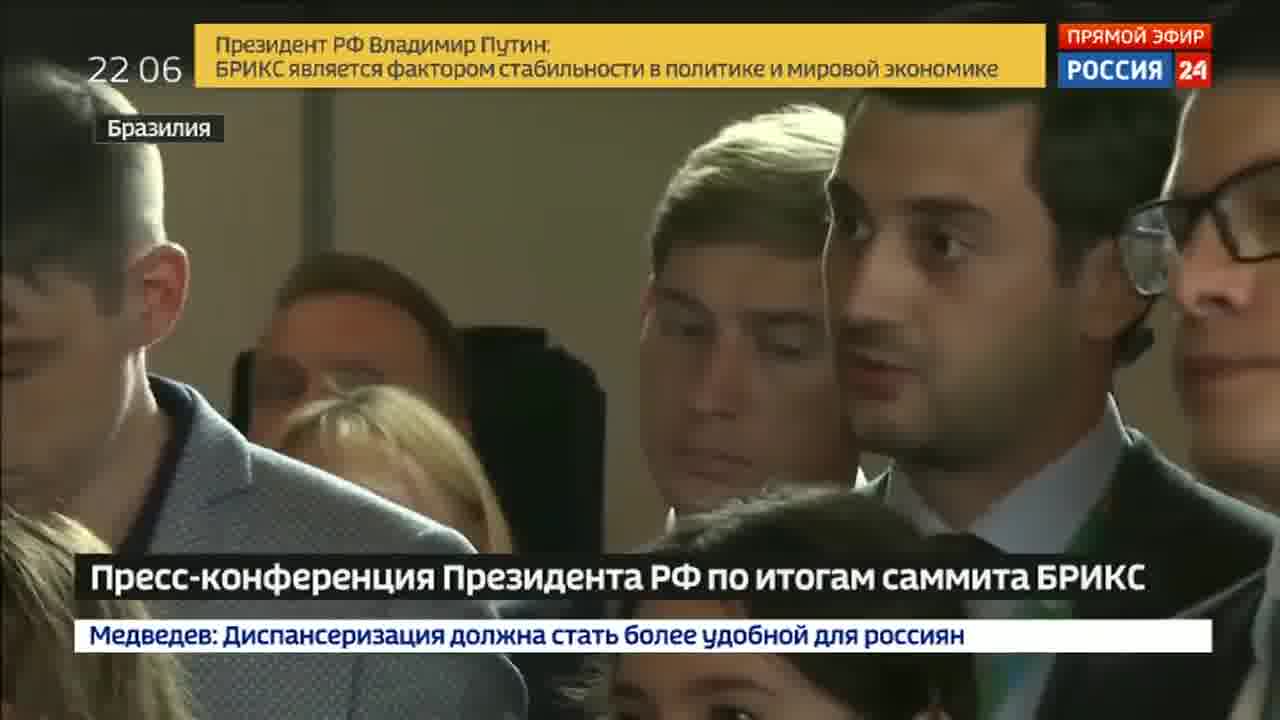 22 06
Президент РФ Владимир Путин:
БРИКС является фактором стабильности в политике и мировой экономике
ПРЯМОЙ ЭФИР
РОССИЯ 24
Бразилия
Пресс-конференция Президента РФ по итогам саммита БРИКС
Медведев: Диспансеризация должна стать более удобной для россиян